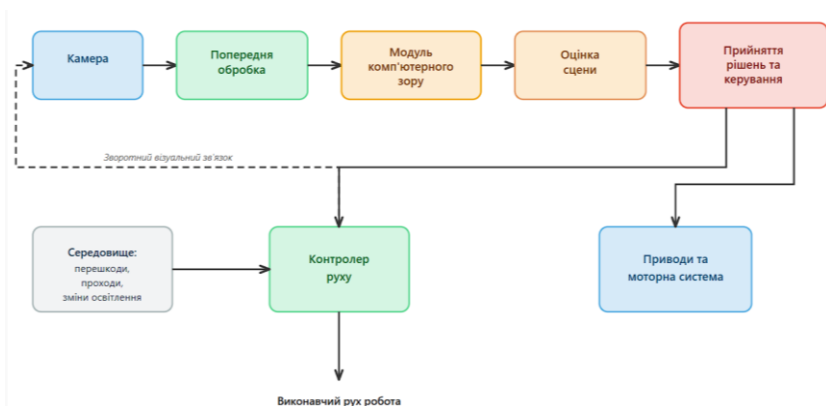 Камера
Попередня
обробка
Модуль
комп'ютерного
зору
Оцінка
сцени
Прийняття
рішень та
керування
Зворотний візуальний зв'язок
Середовище:
перешкоди,
проходи,
зміни освітлення
Контролер
руху
Приводи та
моторна система
Виконавчий рух робота